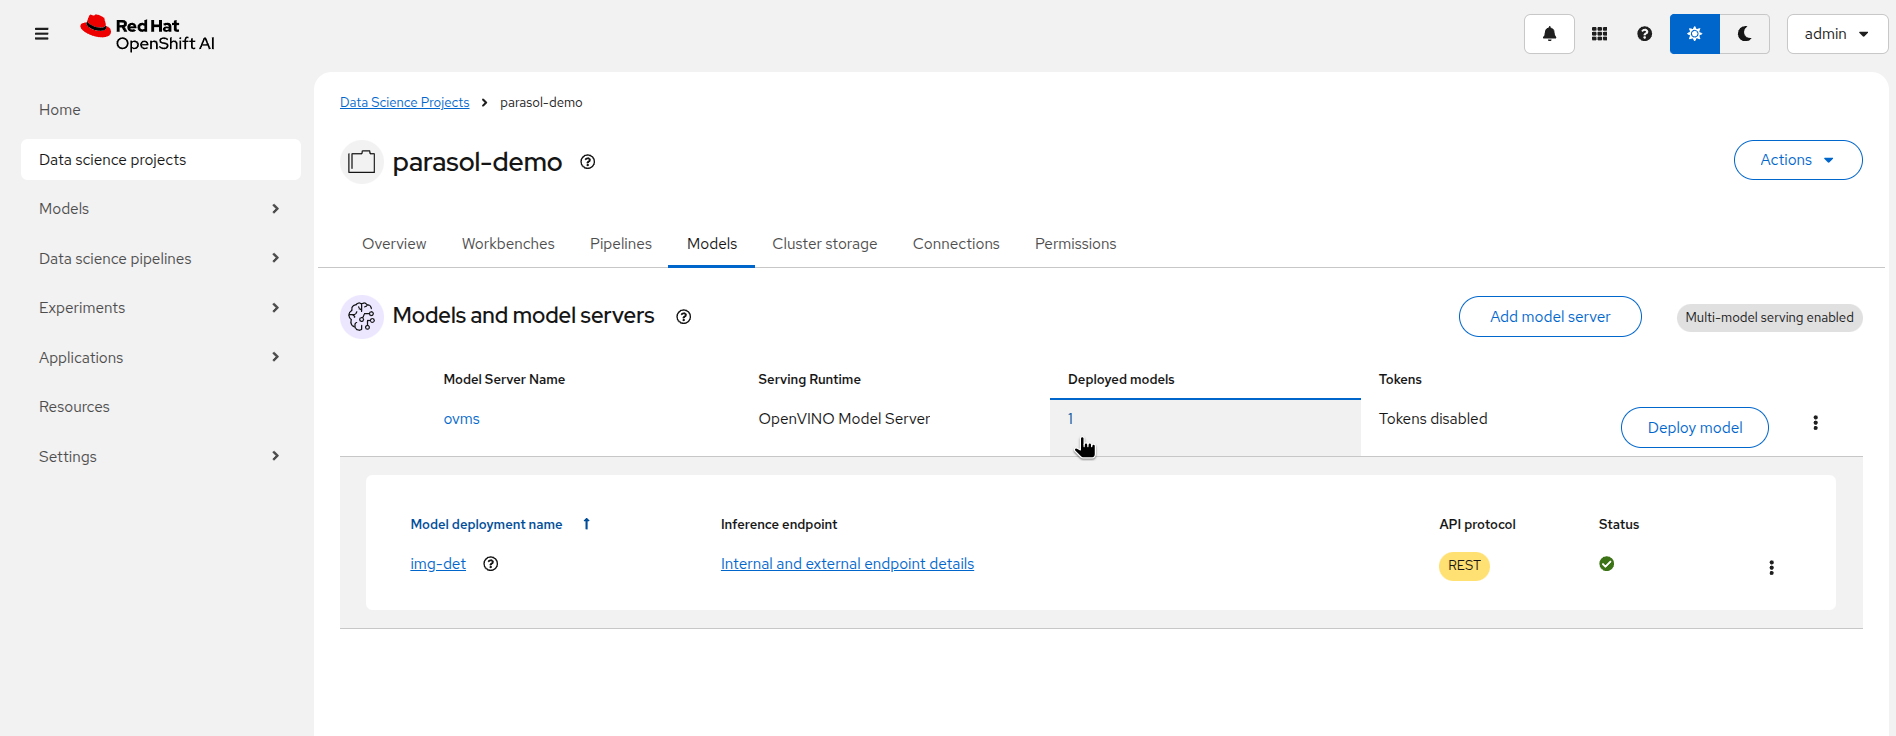 Red Hat
OpenShift AI
admin
Home
Data science projects
Models
Data science pipelines
Experiments
Applications
Resources
Settings
Data Science Projects > parasol-demo
parasol-demo
Actions
Overview Workbenches Pipelines Models Cluster storage Connections Permissions
Models and model servers
Add model server
Multi-model serving enabled
Model Server Name Serving Runtime Deployed models Tokens
ovms OpenVINO Model Server 1 Tokens disabled Deploy model
Model deployment name Inference endpoint API protocol Status
img-det Internal and external endpoint details REST